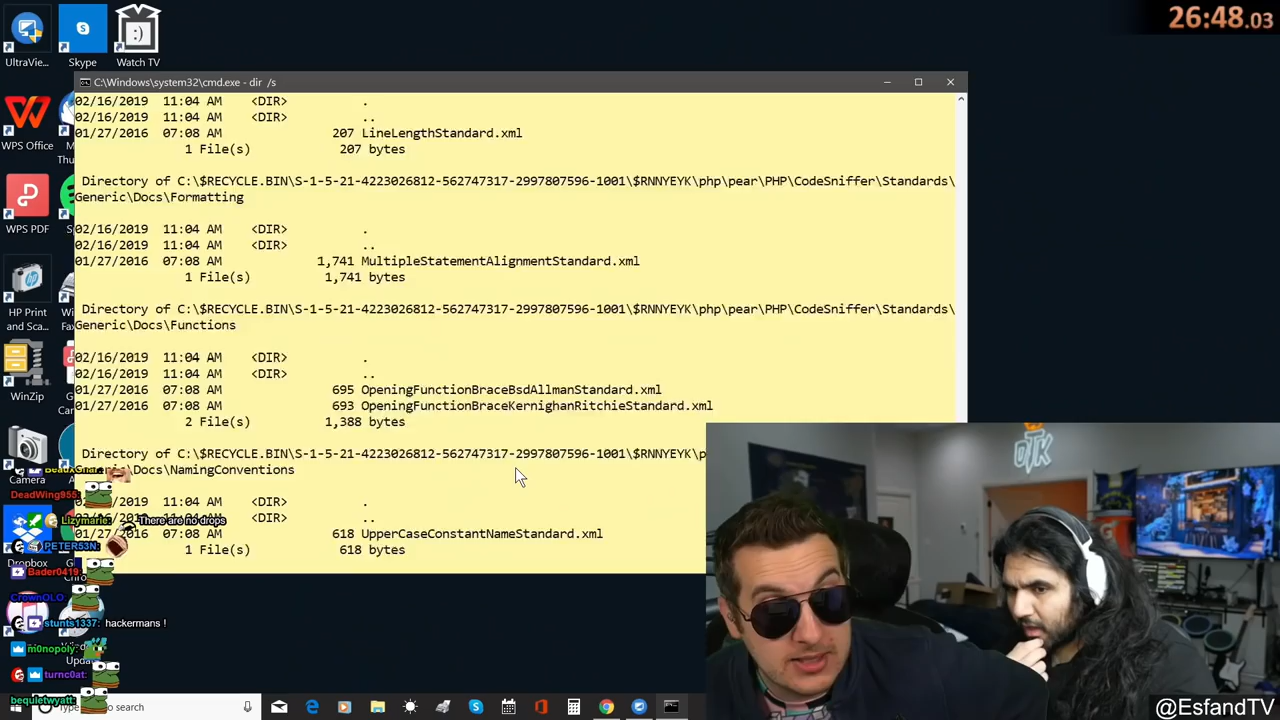 26:48.03
UltraVie...
Skype
Watch TV
C:\Windows\system32\cmd.exe - dir /s
02/16/2019 11:04 AM <DIR> .
02/16/2019 11:04 AM <DIR> ..
01/27/2016 07:08 AM 207 LineLengthStandard.xml
1 File(s) 207 bytes
Directory of C:\$RECYCLE.BIN\S-1-5-21-4223026812-562747317-2997807596-1001\$RNNYEYK\php\pear\PHP\CodeSniffer\Standards\
Generic\Docs\Formatting
02/16/2019 11:04 AM <DIR> .
02/16/2019 11:04 AM <DIR> ..
01/27/2016 07:08 AM 1,741 MultipleStatementAlignmentStandard.xml
1 File(s) 1,741 bytes
Directory of C:\$RECYCLE.BIN\S-1-5-21-4223026812-562747317-2997807596-1001\$RNNYEYK\php\pear\PHP\CodeSniffer\Standards\
Generic\Docs\Functions
02/16/2019 11:04 AM <DIR> .
02/16/2019 11:04 AM <DIR> ..
01/27/2016 07:08 AM 695 OpeningFunctionBraceBsdAllmanStandard.xml
01/27/2016 07:08 AM 693 OpeningFunctionBraceKernighanRitchieStandard.xml
2 File(s) 1,388 bytes
Directory of C:\$RECYCLE.BIN\S-1-5-21-4223026812-562747317-2997807596-1001\$RNNYEYK\p
\Docs\NamingConventions
11:04 AM <DIR> .
11:04 AM <DIR> ..
01/27/2016 07:08 AM 618 UpperCaseConstantNameStandard.xml
1 File(s) 618 bytes
WPS Office
WPS PDF
HP Print
and Sca...
WinZip
Camera
Dropbox
DeadWing955:
Lizymarie: There are no drops
PETER53N:
Bader0419:
CrownOLO:
stunts1337: hackermans !
m0nopoly:
turnc0at:
bequietwyatt:
to search
OTK
@EsfandTV